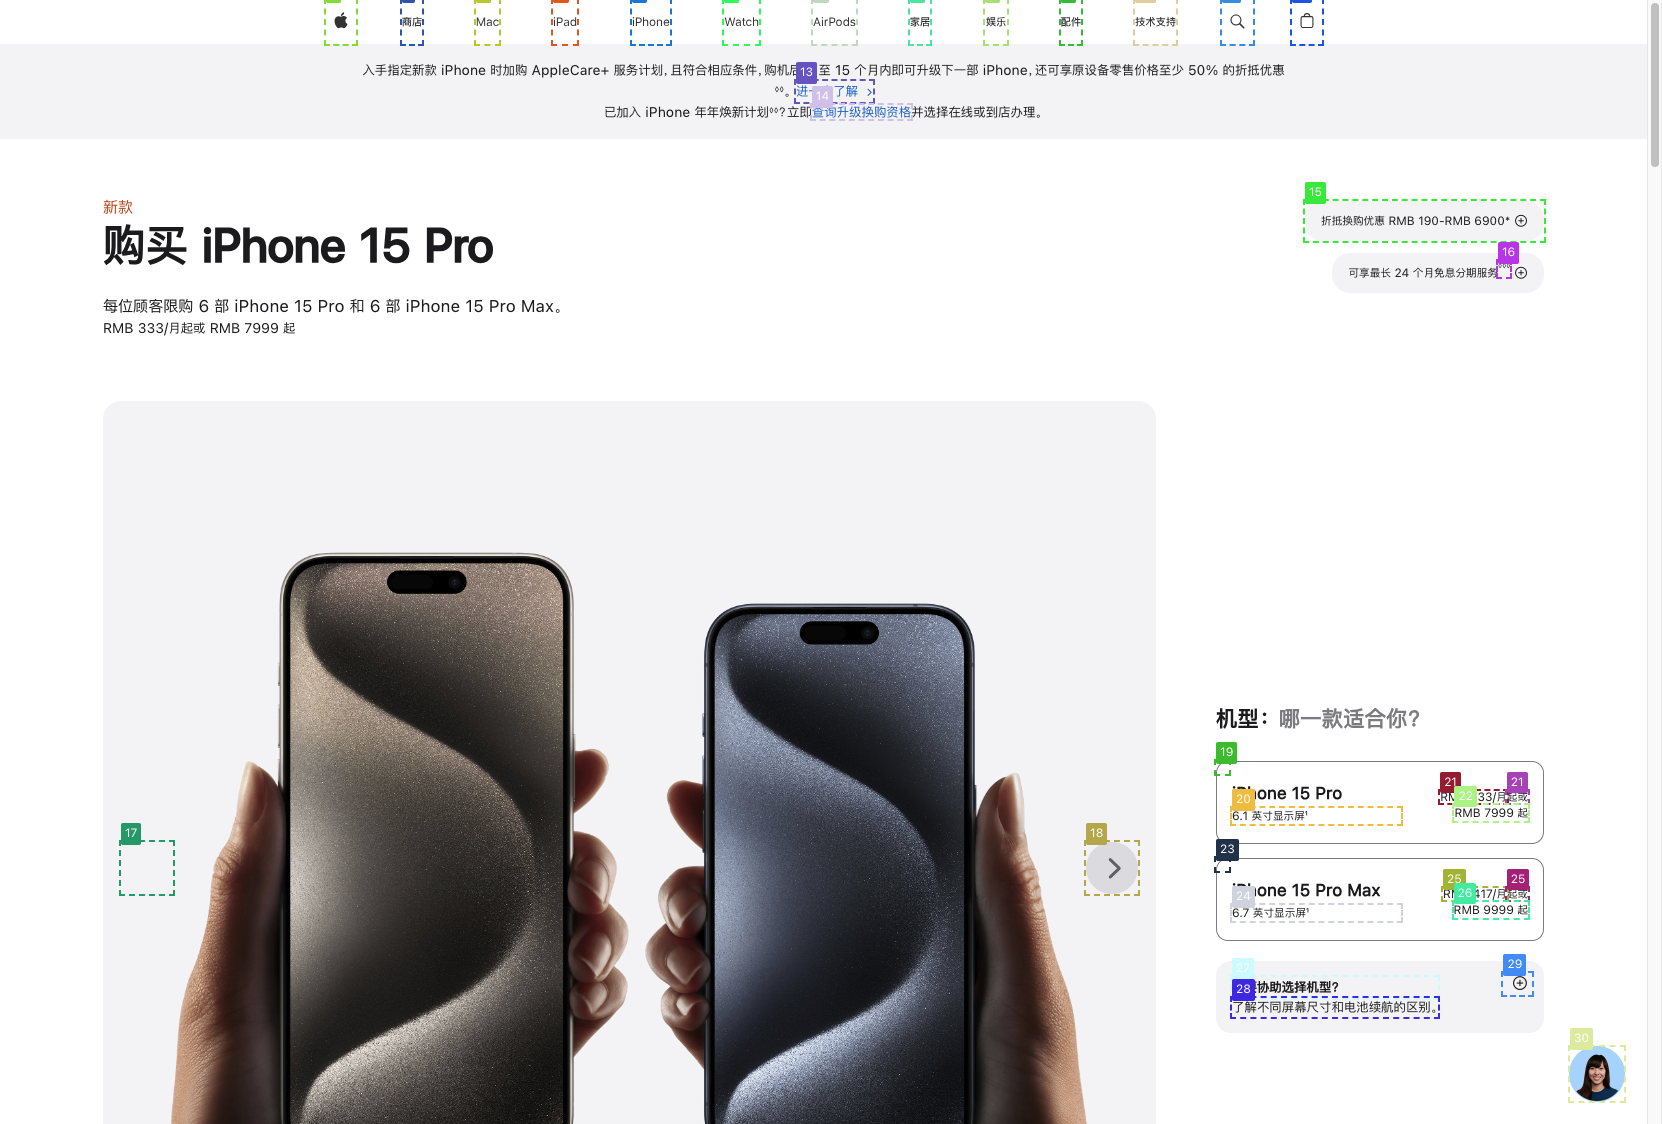 商店
Mac
iPad
iPhone
Watch
AirPods
家居
娱乐
配件
技术支持
入手指定新款 iPhone 时加购 AppleCare+ 服务计划，且符合相应条件，购机后 至 15 个月内即可升级下一部 iPhone，还可享原设备零售价格至少 50% 的折抵优惠
◊◊。进一 了解 >
已加入 iPhone 年年焕新计划◊◊？立即查询升级换购资格并选择在线或到店办理。
13
14
新款
购买 iPhone 15 Pro
每位顾客限购 6 部 iPhone 15 Pro 和 6 部 iPhone 15 Pro Max。
RMB 333/月起或 RMB 7999 起
15
折抵换购优惠 RMB 190-RMB 6900*
16
可享最长 24 个月免息分期服务
17
18
机型：哪一款适合你？
19
iPhone 15 Pro
20
6.1 英寸显示屏¹
21
21
22
33/月起或
RMB 7999 起
23
iPhone 15 Pro Max
24
6.7 英寸显示屏¹
25
25
26
417/月起或
RMB 9999 起
27
28
协助选择机型？
了解不同屏幕尺寸和电池续航的区别。
29
30